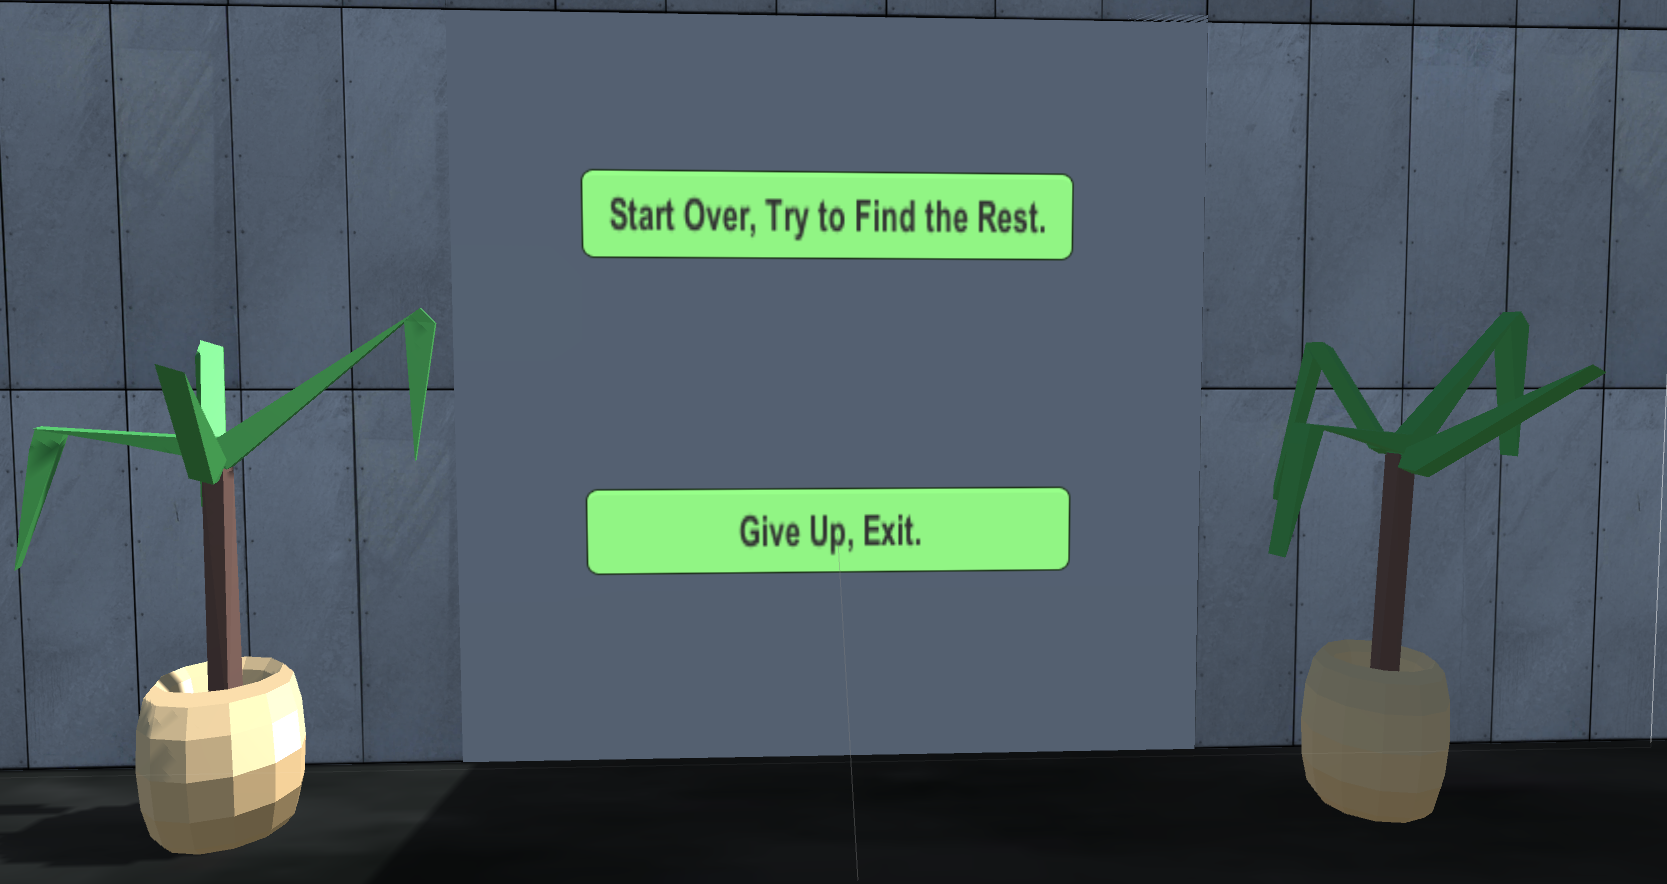 Start Over, Try to Find the Rest.
Give Up, Exit.